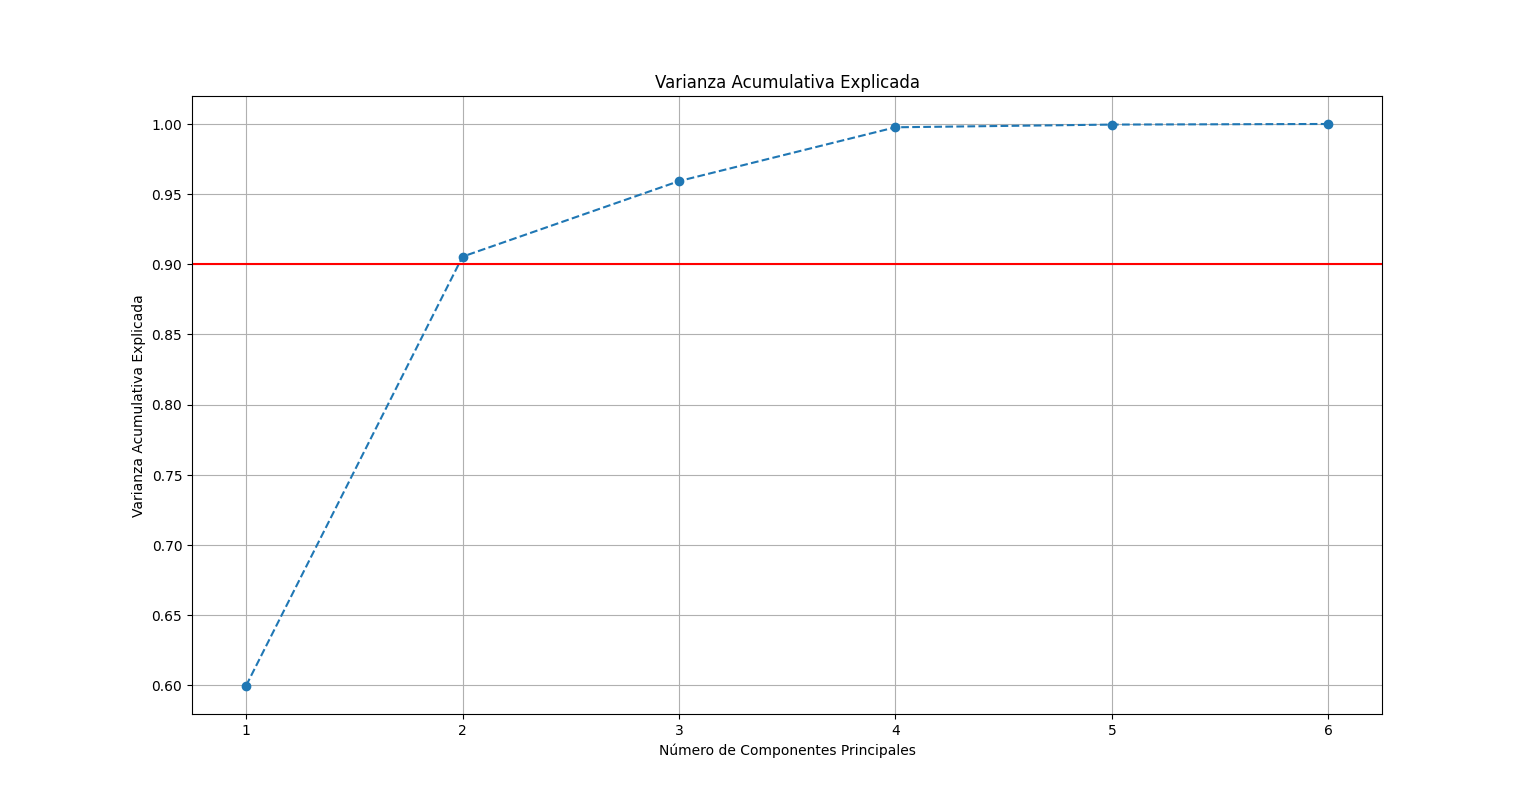 Varianza Acumulativa Explicada
1.00
0.95
0.90
0.85
0.80
0.75
0.70
0.65
0.60
Varianza Acumulativa Explicada
1 2 3 4 5 6
Número de Componentes Principales